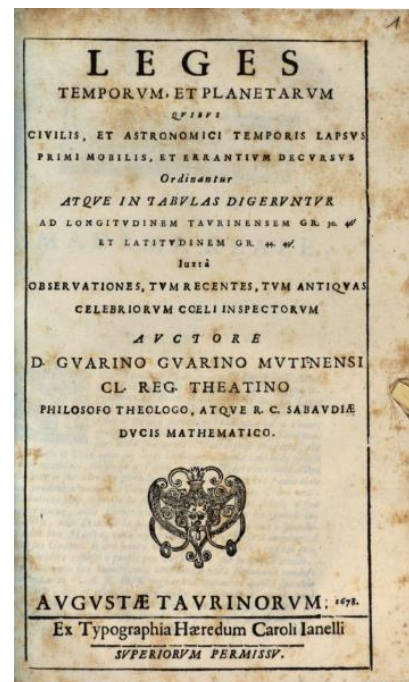 1
LEGES
TEMPORVM, ET PLANETARVM
QVIBVS
CIVILIS, ET ASTRONOMICI TEMPORIS LAPSVS
PRIMI MOBILIS, ET ERRANTIVM DECVRSVS
Ordinantur
ATQVE IN TABVLAS DIGERVNTVR
AD LONGITVDINEM TAVRINENSEM GR. 30. 46'
ET LATITVDINEM GR. 44. 49'
Iuxtà
OBSERVATIONES, TVM RECENTES, TVM ANTIQVAS
CELEBRIORVM CŒLI INSPECTORVM
AVCTORE
D. GVARINO GVARINO MVTINENSI
CL. REG. THEATINO
PHILOSOFO THEOLOGO, ATQVE R. C. SABAVDIÆ
DVCIS MATHEMATICO.
AVGVSTÆ TAVRINORVM; 1678.
Ex Typographia Hæredum Caroli Ianelli
SVPERIORVM PERMISSV.